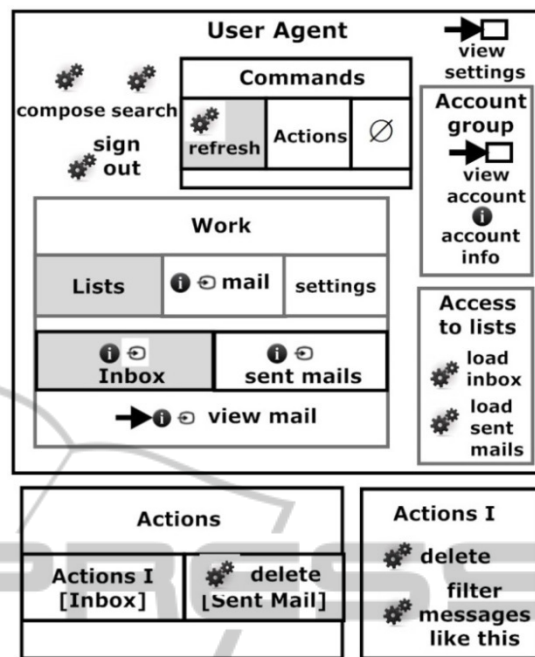 User Agent
view
settings
compose search
sign
out
Commands
refresh
Actions
∅
Account
group
view
account
i
account
info
Work
Lists
i mail
settings
i
Inbox
i
sent mails
i view mail
Access
to lists
load
inbox
load
sent
mails
Actions
Actions I
[Inbox]
delete
[Sent Mail]
Actions I
delete
filter
messages
like this
PRESS